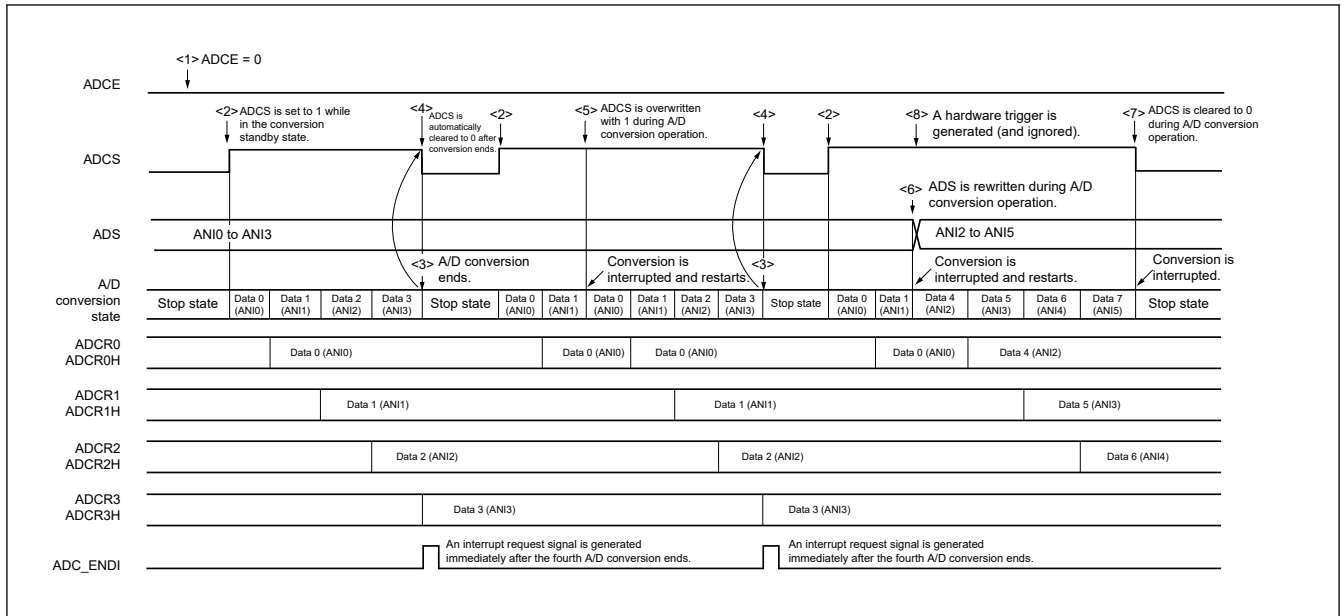 <1> ADCE = 0
ADCE
<2> ADCS is set to 1 while
in the conversion
standby state.
<4>
ADCS is
automatically
cleared to 0 after
conversion ends.
<2>
<5> ADCS is overwritten
with 1 during A/D
conversion operation.
<4>
<2>
<8> A hardware trigger is
generated (and ignored).
<7> ADCS is cleared to 0
during A/D conversion
operation.
ADCS
<6> ADS is rewritten during A/D
conversion operation.
ADS
ANI0 to ANI3
ANI2 to ANI5
<3> A/D conversion
ends.
Conversion is
interrupted and restarts.
<3>
Conversion is
interrupted and restarts.
Conversion is
interrupted.
A/D
conversion
state
Stop state
Data 0
(ANI0)
Data 1
(ANI1)
Data 2
(ANI2)
Data 3
(ANI3)
Stop state
Data 0
(ANI0)
Data 1
(ANI1)
Data 0
(ANI0)
Data 1
(ANI1)
Data 2
(ANI2)
Data 3
(ANI3)
Stop state
Data 0
(ANI0)
Data 1
(ANI1)
Data 4
(ANI2)
Data 5
(ANI3)
Data 6
(ANI4)
Data 7
(ANI5)
Stop state
ADCR0
ADCR0H
Data 0 (ANI0)
Data 0 (ANI0)
Data 0 (ANI0)
Data 0 (ANI0)
Data 4 (ANI2)
ADCR1
ADCR1H
Data 1 (ANI1)
Data 1 (ANI1)
Data 5 (ANI3)
ADCR2
ADCR2H
Data 2 (ANI2)
Data 2 (ANI2)
Data 6 (ANI4)
ADCR3
ADCR3H
Data 3 (ANI3)
Data 3 (ANI3)
ADC_ENDI
An interrupt request signal is generated
immediately after the fourth A/D conversion ends.
An interrupt request signal is generated
immediately after the fourth A/D conversion ends.